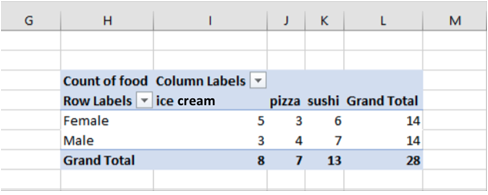 G H I J K L M
Count of food Column Labels
Row Labels ice cream pizza sushi Grand Total
Female 5 3 6 14
Male 3 4 7 14
Grand Total 8 7 13 28